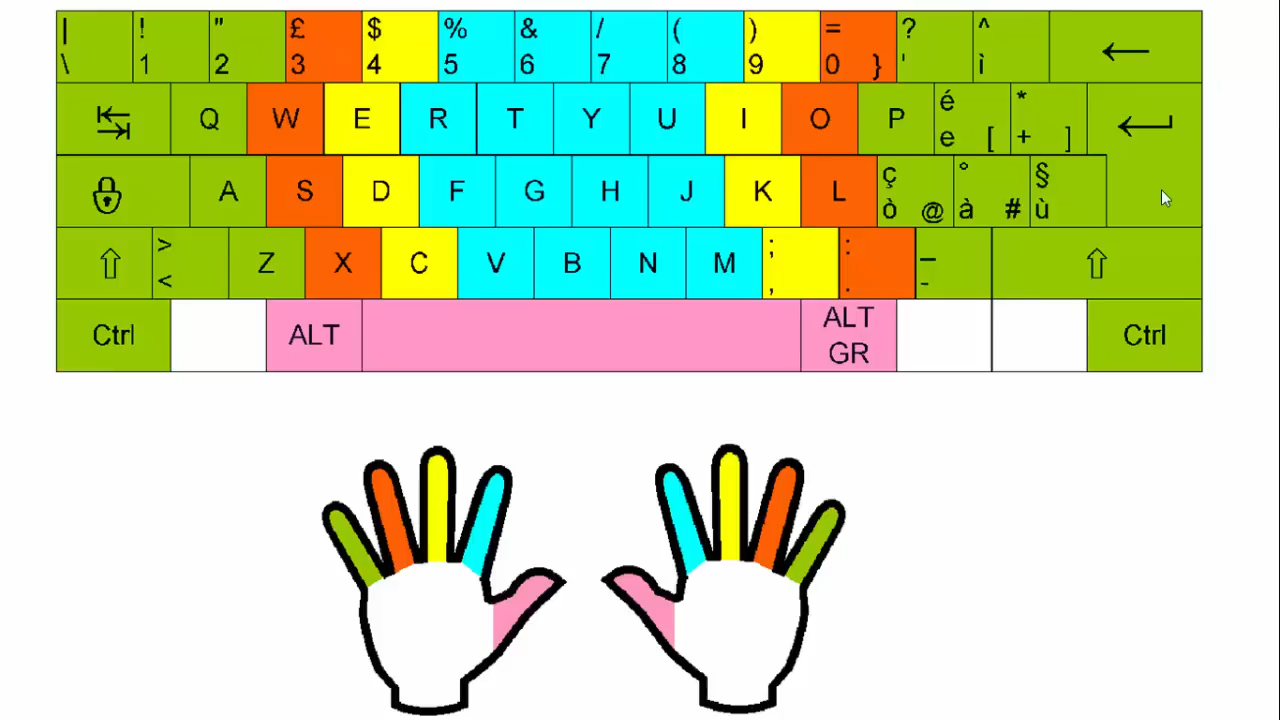 | ! " £ $ % & / ( ) = ? ^
\ 1 2 3 4 5 6 7 8 9 0 } ' ì
Q W E R T Y U I O P é *
e [ + ]
A S D F G H J K L ç ° §
ò @ à # ù
> Z X C V B N M ; : _
< , . -
Ctrl ALT ALT GR Ctrl